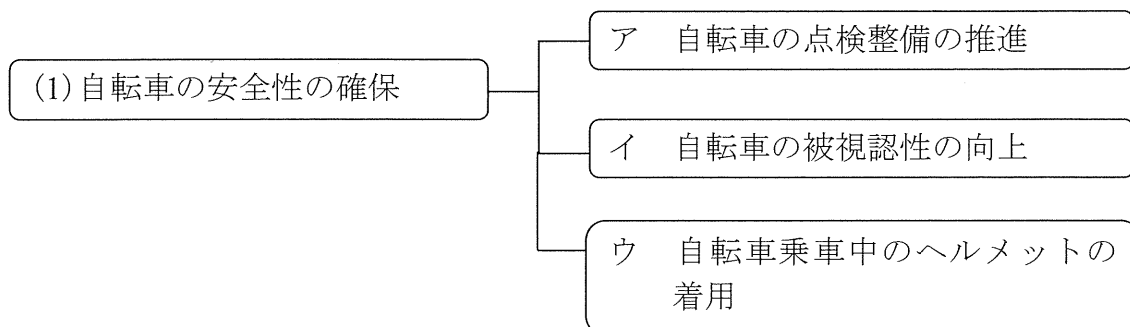 (1)自転車の安全性の確保
ア 自転車の点検整備の推進
イ 自転車の被視認性の向上
ウ 自転車乗車中のヘルメットの
着用